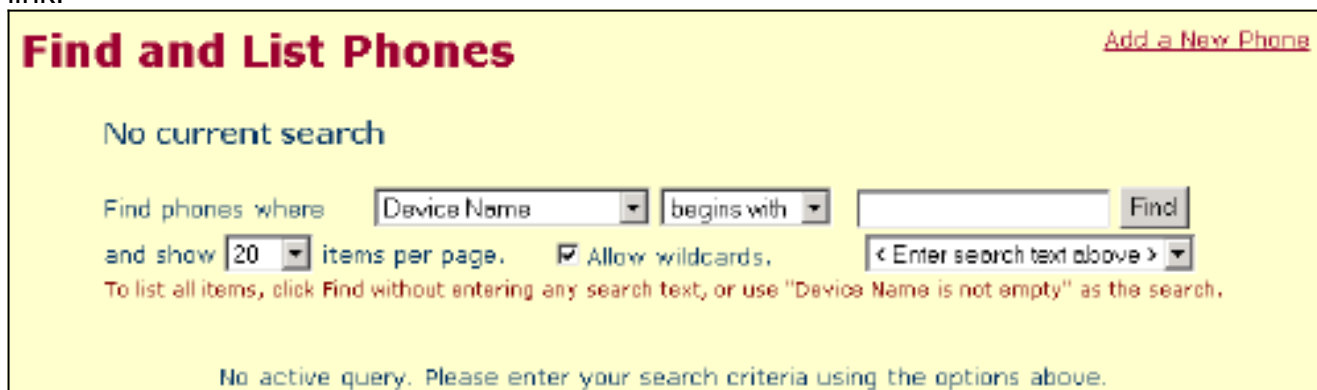 link.
Find and List Phones Add a New Phone
No current search
Find phones where Device Name begins with Find
and show 20 items per page. Allow wildcards. < Enter search text above >
To list all items, click Find without entering any search text, or use "Device Name is not empty" as the search.
No active query. Please enter your search criteria using the options above.